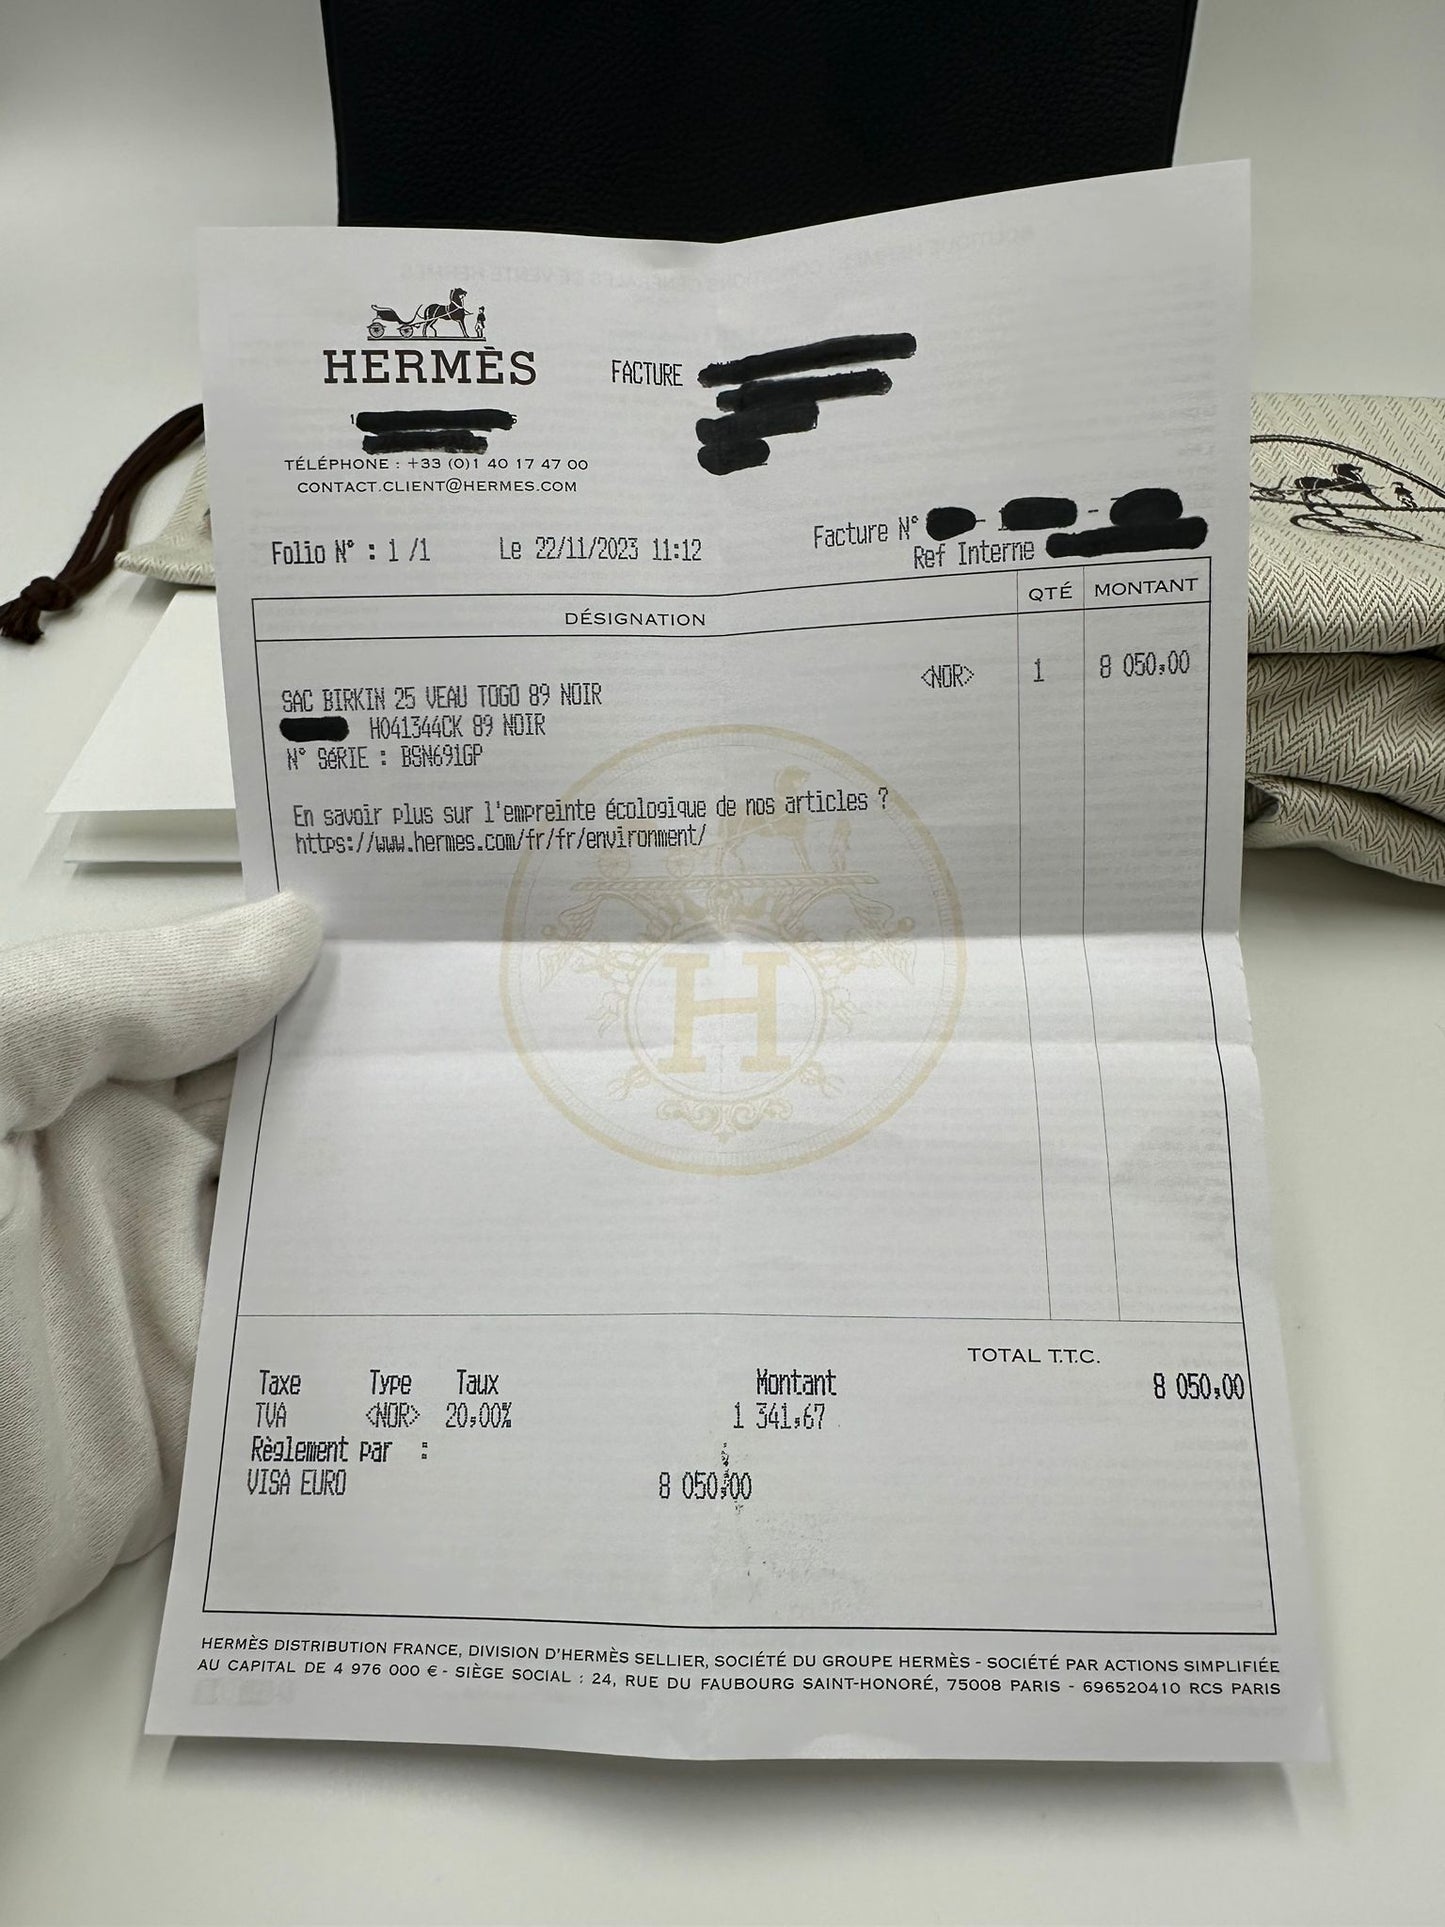 HERMÈS
FACTURE
TÉLÉPHONE : +33 (0)1 40 17 47 00
CONTACT.CLIENT@HERMES.COM
Folio N° : 1 /1 Le 22/11/2023 11:12
Facture N° - -
Ref Interne
DÉSIGNATION QTÉ MONTANT
<NOR> 1 8 050,00
SAC BIRKIN 25 VEAU TOGO 89 NOIR
H041344CK 89 NOIR
N° SéRIE : BSN691GP
En savoir plus sur l'empreinte écologique de nos articles ?
https://www.hermes.com/fr/fr/environment/
H
TOTAL T.T.C.
8 050,00
Taxe Type Taux Montant
TVA <NOR> 20,00% 1 341,67
Règlement par :
VISA EURO 8 050,00
HERMÈS DISTRIBUTION FRANCE, DIVISION D'HERMÈS SELLIER, SOCIÉTÉ DU GROUPE HERMÈS - SOCIÉTÉ PAR ACTIONS SIMPLIFIÉE
AU CAPITAL DE 4 976 000 € - SIÈGE SOCIAL : 24, RUE DU FAUBOURG SAINT-HONORÉ, 75008 PARIS - 696520410 RCS PARIS